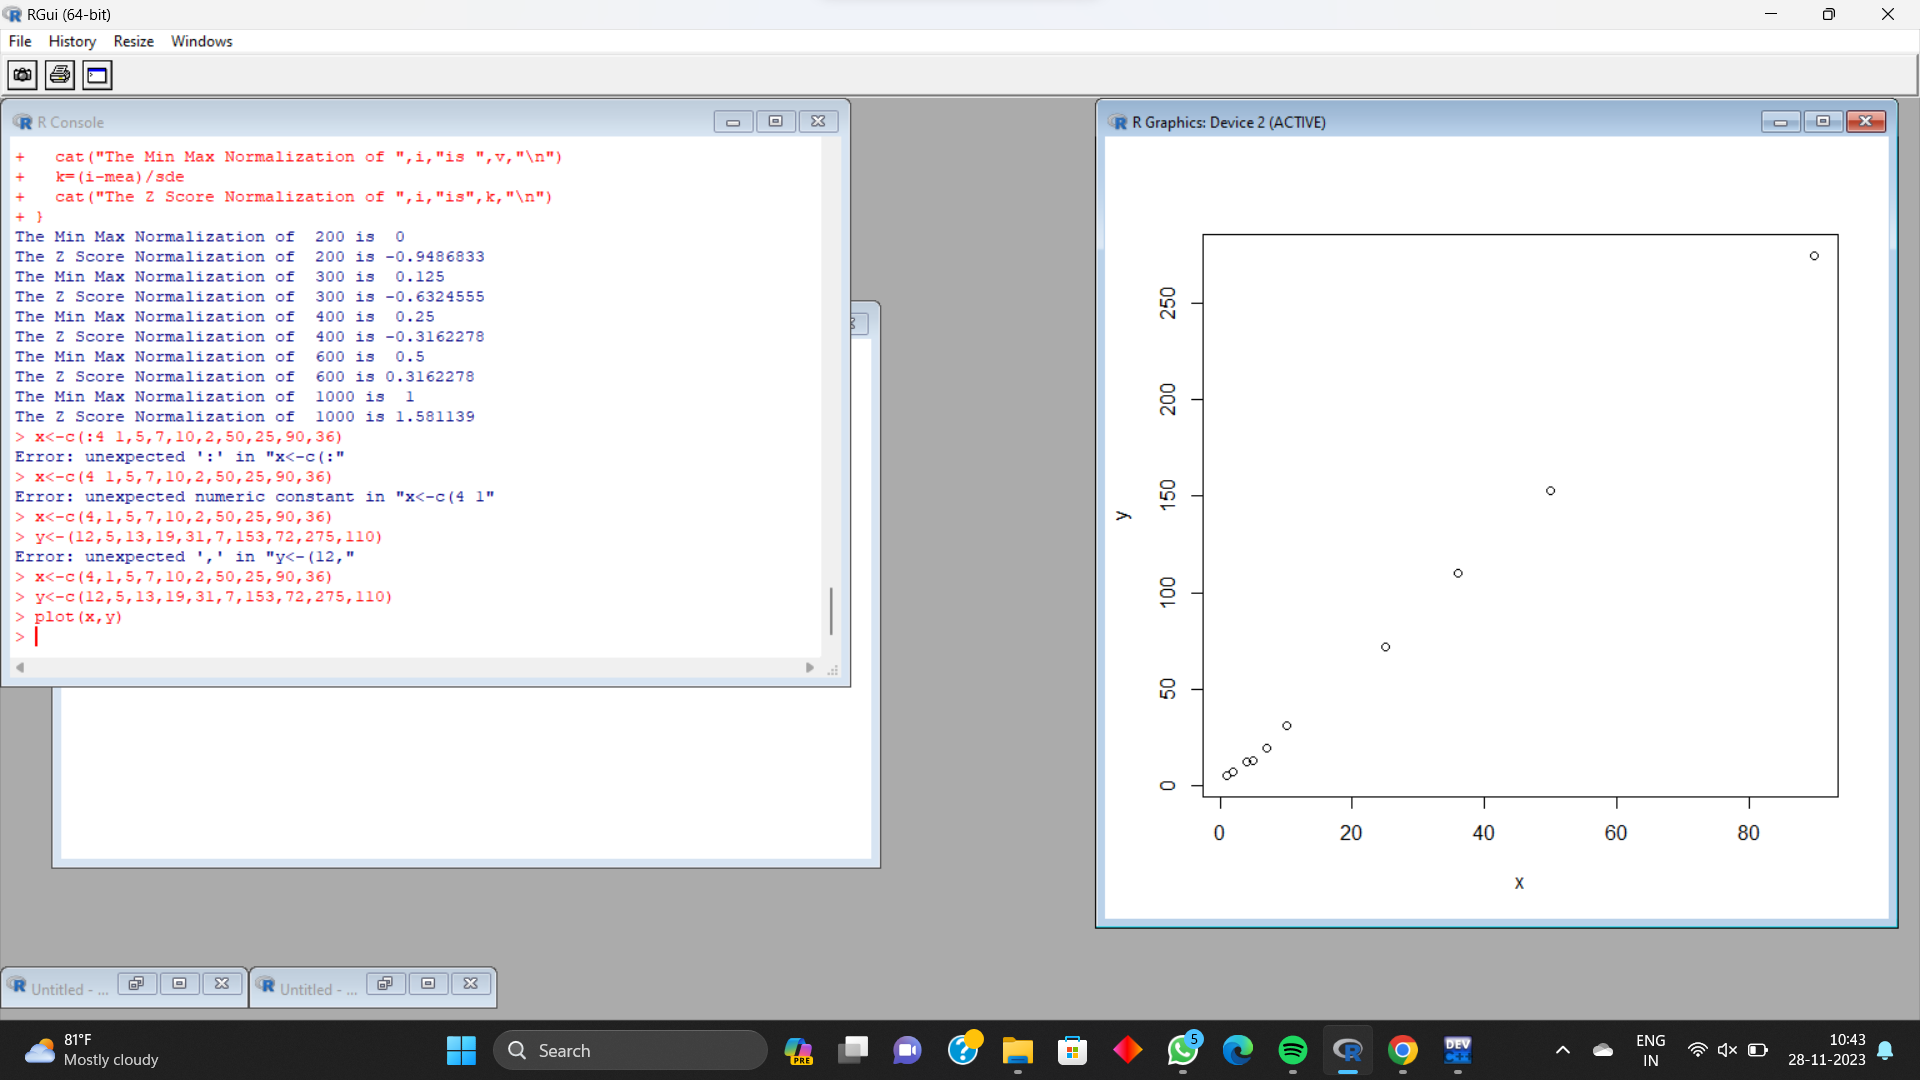 RGui (64-bit)
File History Resize Windows
R Console
+   cat("The Min Max Normalization of ",i,"is ",v,"\n")
+   k=(i-mea)/sde
+   cat("The Z Score Normalization of ",i,"is",k,"\n")
+ }
The Min Max Normalization of  200 is  0
The Z Score Normalization of  200 is -0.9486833
The Min Max Normalization of  300 is  0.125
The Z Score Normalization of  300 is -0.6324555
The Min Max Normalization of  400 is  0.25
The Z Score Normalization of  400 is -0.3162278
The Min Max Normalization of  600 is  0.5
The Z Score Normalization of  600 is 0.3162278
The Min Max Normalization of  1000 is  1
The Z Score Normalization of  1000 is 1.581139
> x<-c(:4 1,5,7,10,2,50,25,90,36)
Error: unexpected ':' in "x<-c(:"
> x<-c(4 1,5,7,10,2,50,25,90,36)
Error: unexpected numeric constant in "x<-c(4 1"
> x<-c(4,1,5,7,10,2,50,25,90,36)
> y<-(12,5,13,19,31,7,153,72,275,110)
Error: unexpected ',' in "y<-(12,"
> x<-c(4,1,5,7,10,2,50,25,90,36)
> y<-c(12,5,13,19,31,7,153,72,275,110)
> plot(x,y)
>
R Graphics: Device 2 (ACTIVE)
250
200
150
100
50
0
y
0 20 40 60 80
x
Untitled - ...
Untitled - ...
81°F
Mostly cloudy
Search
PRE
5
DEV
C++
ENG
IN
10:43
28-11-2023